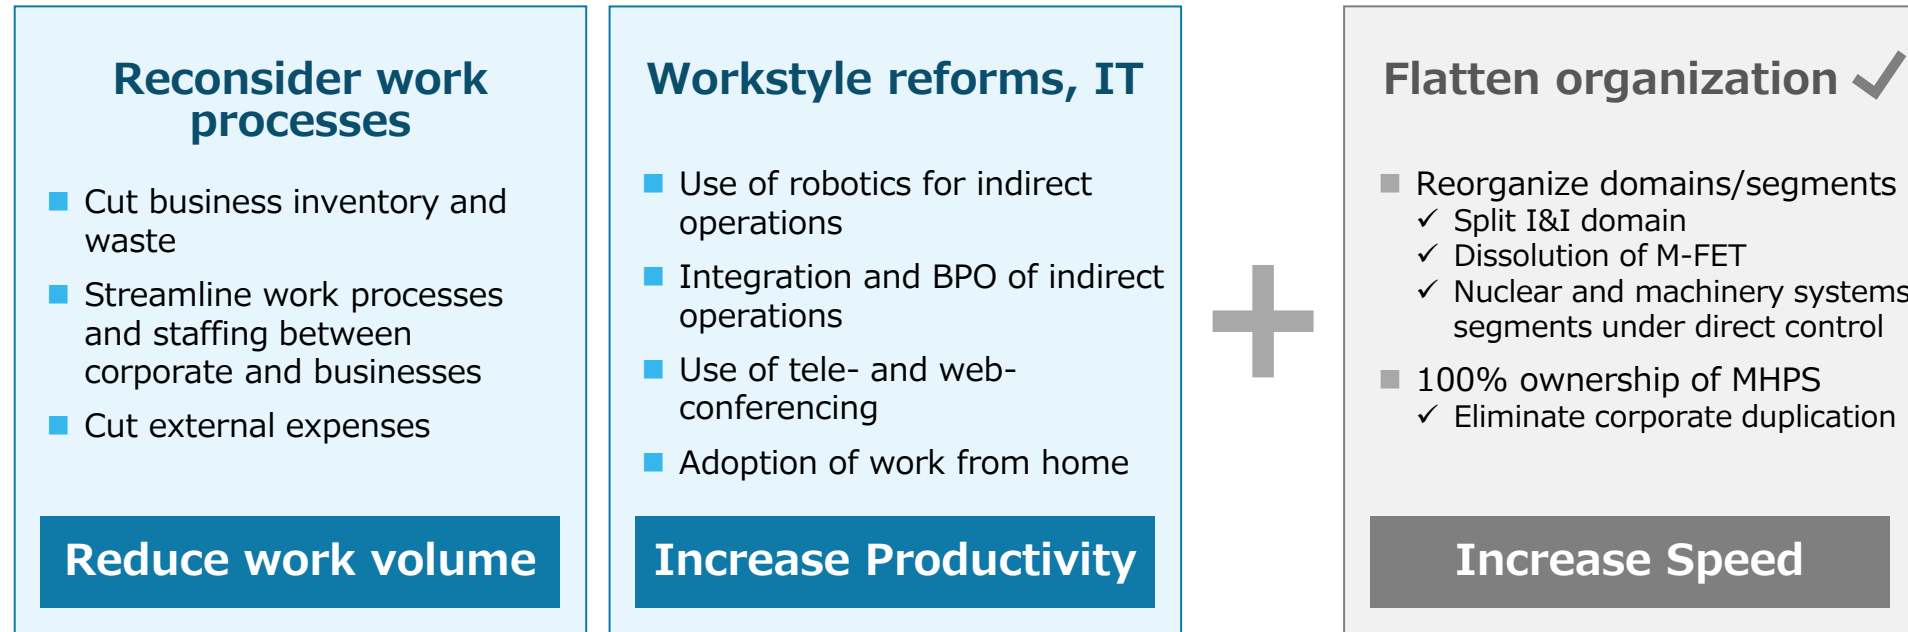 Reconsider work
processes
■ Cut business inventory and
waste
■ Streamline work processes
and staffing between
corporate and businesses
■ Cut external expenses
Reduce work volume
Workstyle reforms, IT
■ Use of robotics for indirect
operations
■ Integration and BPO of indirect
operations
■ Use of tele- and web-
conferencing
■ Adoption of work from home
Increase Productivity
+
Flatten organization ✓
■ Reorganize domains/segments
✓ Split I&I domain
✓ Dissolution of M-FET
✓ Nuclear and machinery systems
segments under direct control
■ 100% ownership of MHPS
✓ Eliminate corporate duplication
Increase Speed